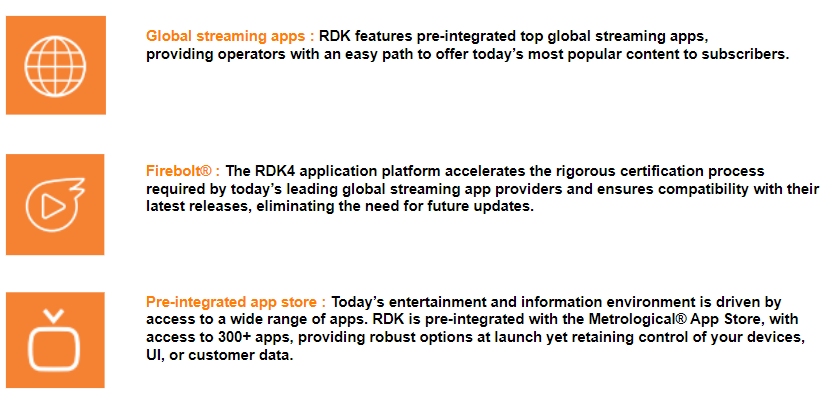 Global streaming apps : RDK features pre-integrated top global streaming apps,
providing operators with an easy path to offer today’s most popular content to subscribers.
Firebolt® : The RDK4 application platform accelerates the rigorous certification process
required by today’s leading global streaming app providers and ensures compatibility with their
latest releases, eliminating the need for future updates.
Pre-integrated app store : Today’s entertainment and information environment is driven by
access to a wide range of apps. RDK is pre-integrated with the Metrological® App Store, with
access to 300+ apps, providing robust options at launch yet retaining control of your devices,
UI, or customer data.